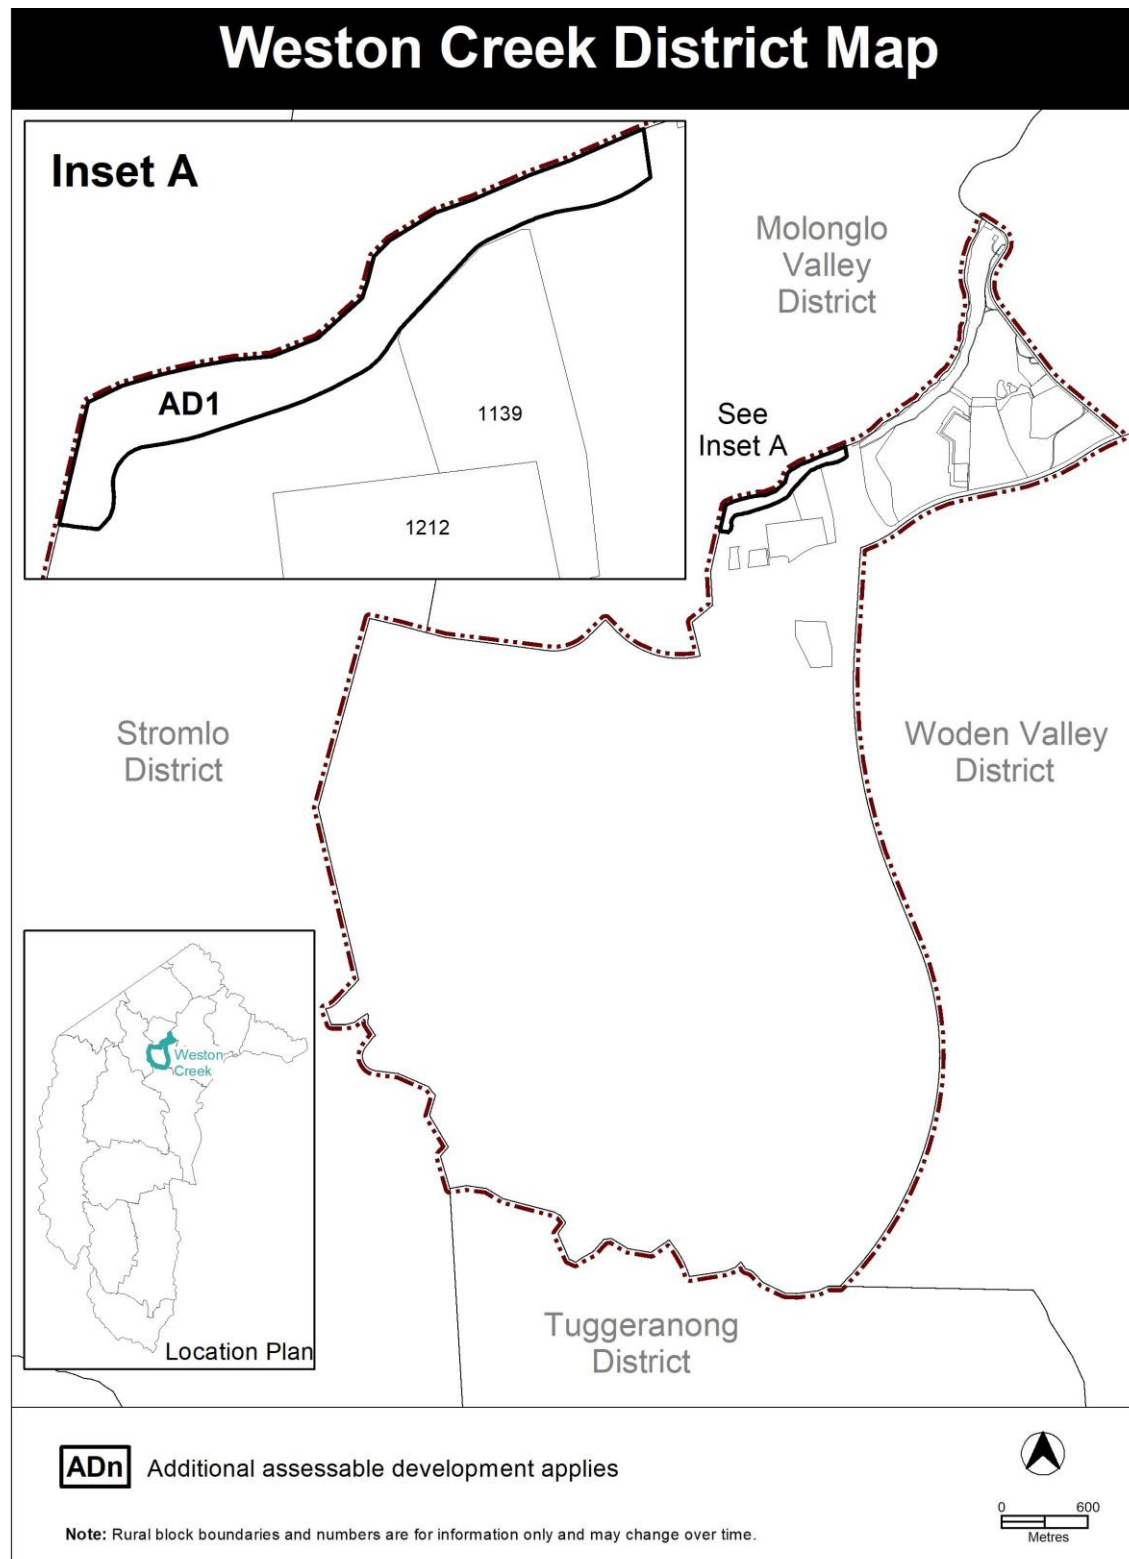 Weston Creek District Map
Inset A
AD1
1139
1212
Molonglo
Valley
District
See
Inset A
Stromlo
District
Woden Valley
District
Weston
Creek
Location Plan
Tuggeranong
District
ADn Additional assessable development applies
0 600
Metres
Note: Rural block boundaries and numbers are for information only and may change over time.